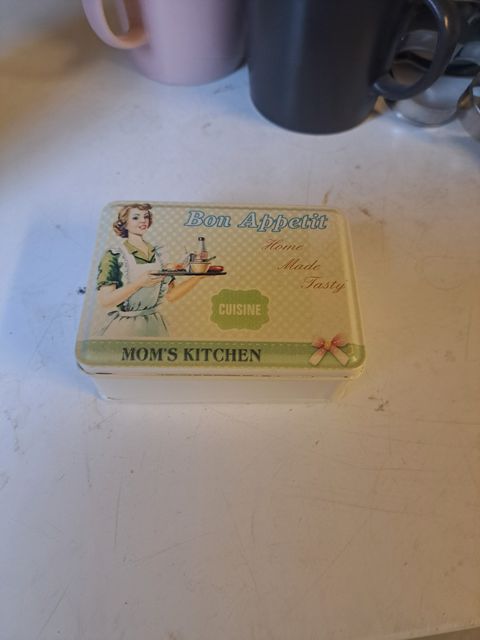 Bon Appetit
Home
Made
Tasty
CUISINE
MOM'S KITCHEN